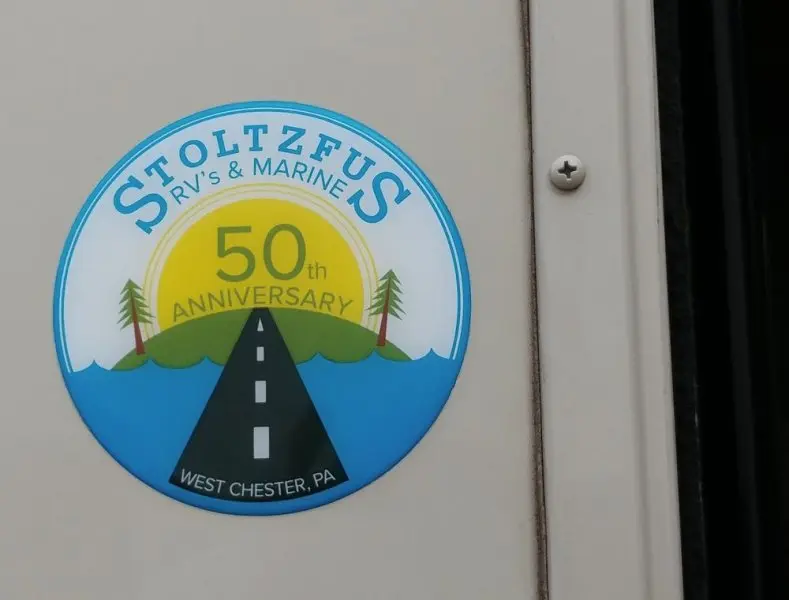 STOLTZFUS
RV's & MARINE
50th
ANNIVERSARY
WEST CHESTER, PA